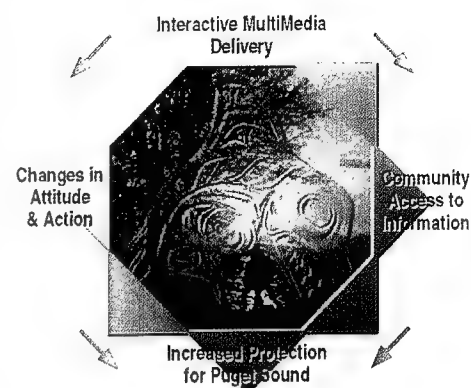 Interactive MultiMedia
Delivery
Changes in
Attitude
& Action
Community
Access to
Information
Increased Protection
for Puget Sound